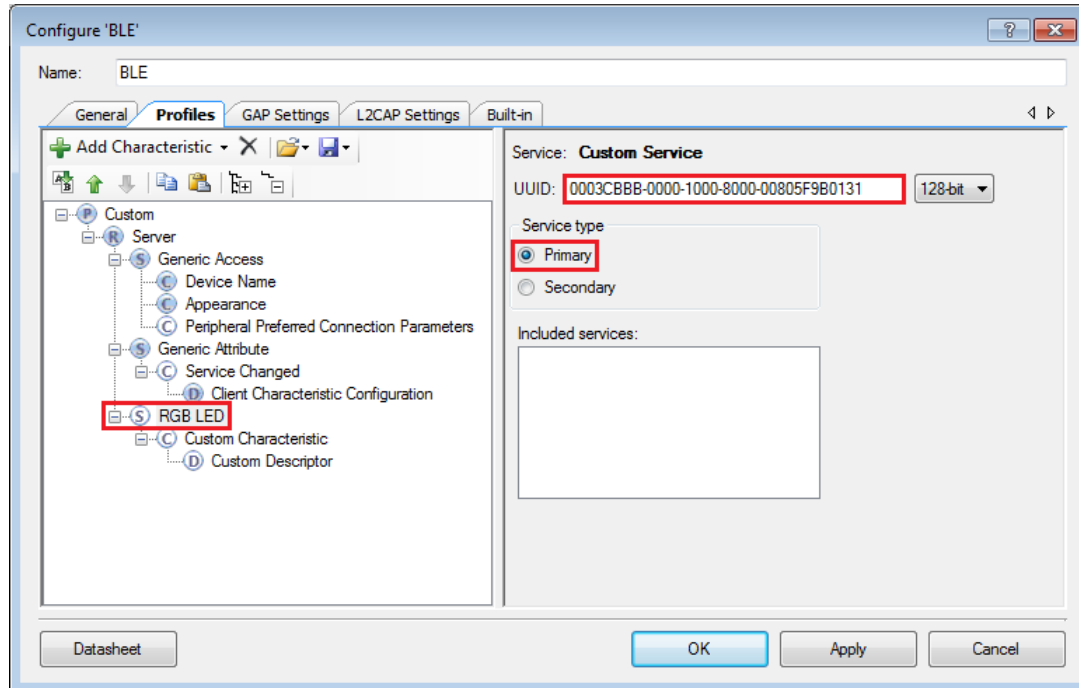 Configure 'BLE'
Name: BLE
General Profiles GAP Settings L2CAP Settings Built-in
Add Characteristic
P Custom
R Server
S Generic Access
C Device Name
C Appearance
C Peripheral Preferred Connection Parameters
S Generic Attribute
C Service Changed
D Client Characteristic Configuration
S RGB LED
C Custom Characteristic
D Custom Descriptor
Service: Custom Service
UUID: 0003CBBB-0000-1000-8000-00805F9B0131 128-bit
Service type
Primary
Secondary
Included services:
Datasheet OK Apply Cancel